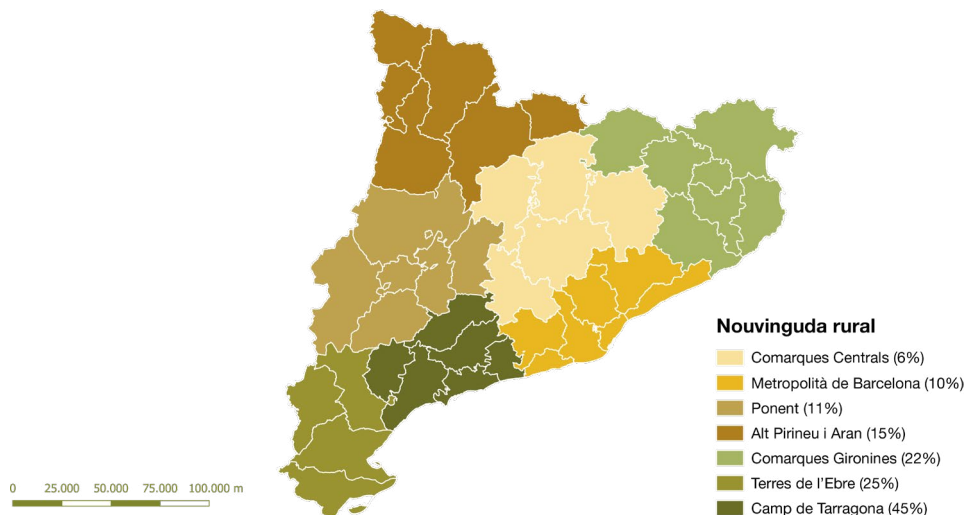 Nouvinguda rural
Comarques Centrals (6%)
Metropolità de Barcelona (10%)
Ponent (11%)
Alt Pirineu i Aran (15%)
Comarques Gironines (22%)
Terres de l'Ebre (25%)
Camp de Tarragona (45%)
0 25.000 50.000 75.000 100.000 m